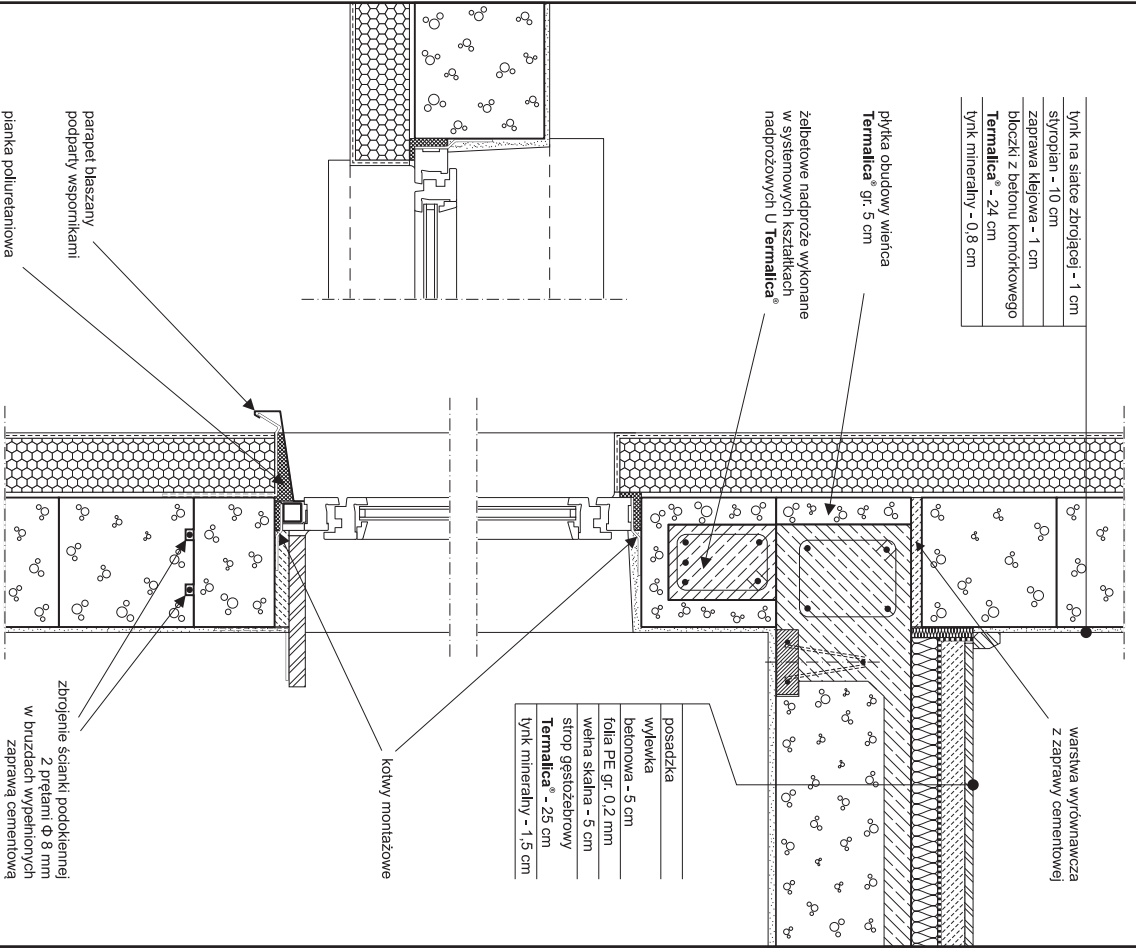 tynk na siatce zbrojącej - 1 cm
styropian - 10 cm
zaprawa klejowa - 1 cm
bloczki z betonu komórkowego
Termalica® - 24 cm
tynk mineralny - 0,8 cm
płytka obudowy wieńca
Termalica® gr. 5 cm
żelbetowe nadproże wykonane
w systemowych kształtkach
nadprożowych U Termalica®
parapet blaszany
podparty wspornikami
pianka poliuretaniowa
warstwa wyrównawcza
z zaprawy cementowej
posadzka
wylewka
betonowa - 5 cm
folia PE gr. 0,2 mm
wełna skalna - 5 cm
strop gęstożebrowy
Termalica® - 25 cm
tynk mineralny - 1,5 cm
kotwy montażowe
zbrojenie ścianki podokiennej
2 prętami Φ 8 mm
w bruzdach wypełnionych
zaprawą cementową